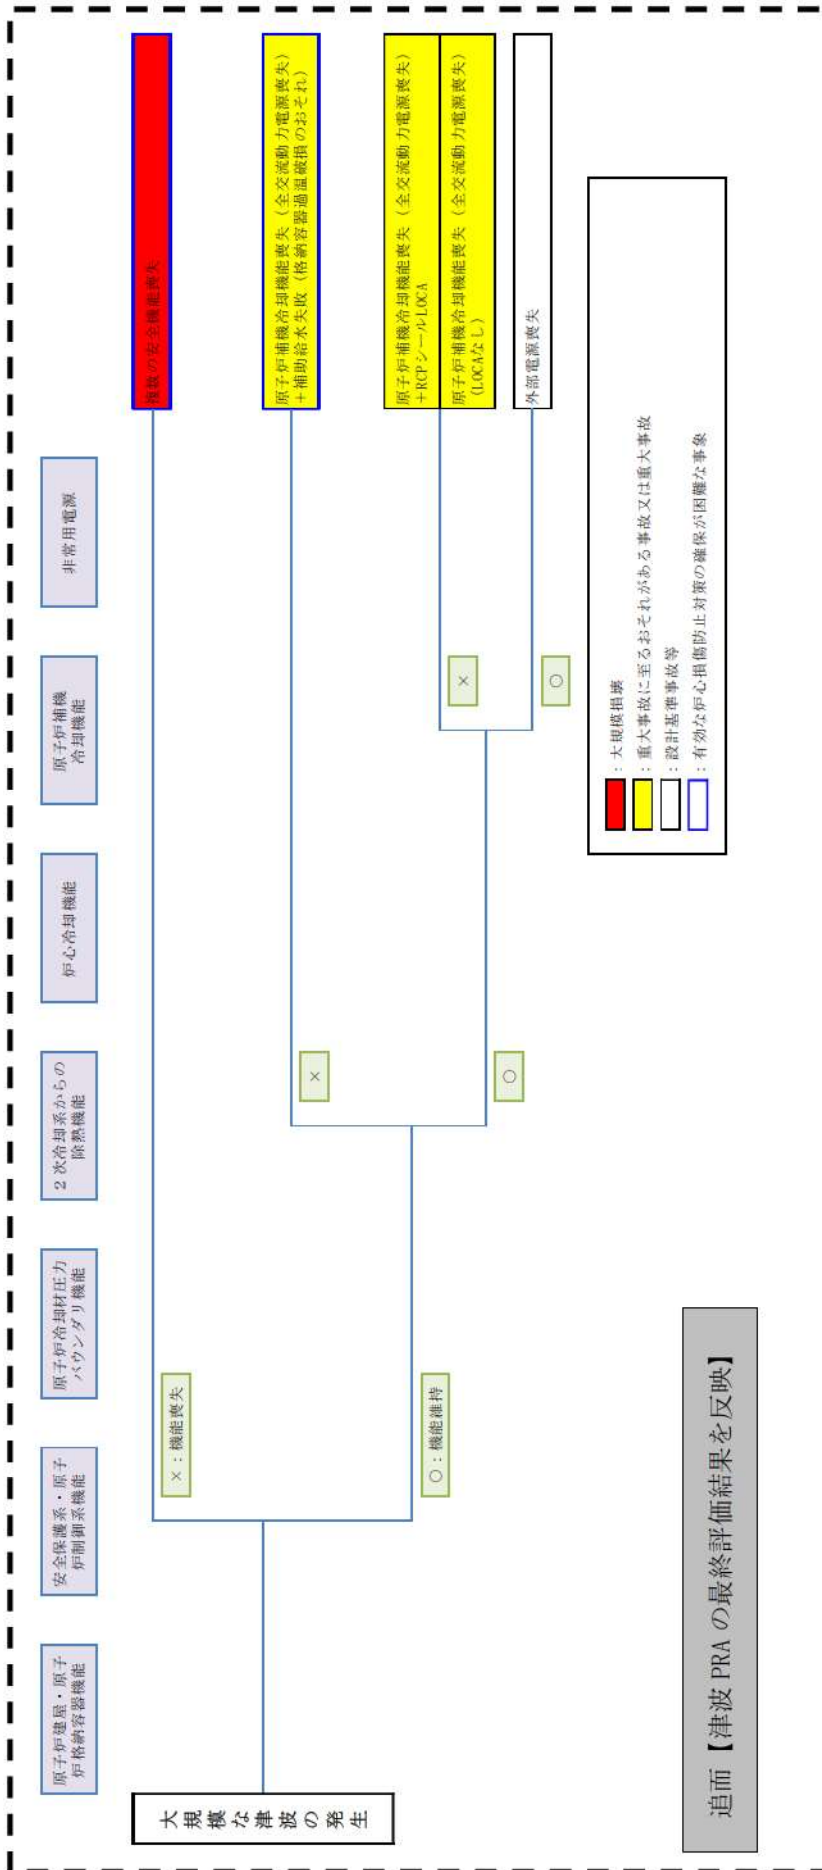 大規模な津波の発生
原子炉建屋・原子
炉格納容器機能
安全保護系・原子
炉制御系機能
原子炉冷却材圧力
バウンダリ機能
2次冷却系からの
除熱機能
炉心冷却機能
原子炉補機
冷却機能
非常用電源
×：機能喪失
○：機能維持
×
○
×
○
複数の安全機能喪失
原子炉補機冷却機能喪失（全交流動力電源喪失）
＋補助給水失敗（格納容器過温破損のおそれ）
原子炉補機冷却機能喪失（全交流動力電源喪失）
＋RCPシールLOCA
原子炉補機冷却機能喪失（全交流動力電源喪失）
（LOCAなし）
外部電源喪失
：大規模損壊
：重大事故に至るおそれがある事故又は重大事故
：設計基準事故等
：有効な炉心損傷防止対策の確保が困難な事象
追而【津波 PRA の最終評価結果を反映】